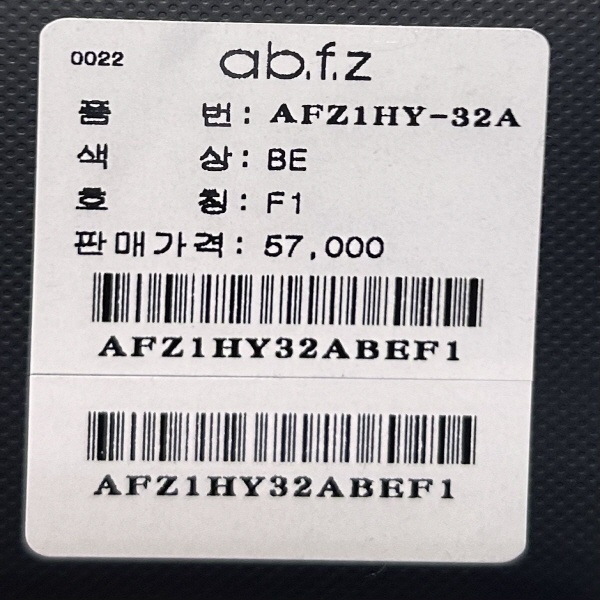 0022 ab.f.z
품 번: AFZ1HY-32A
색 상: BE
호 칭: F1
판매가격: 57,000
AFZ1HY32ABEF1
AFZ1HY32ABEF1